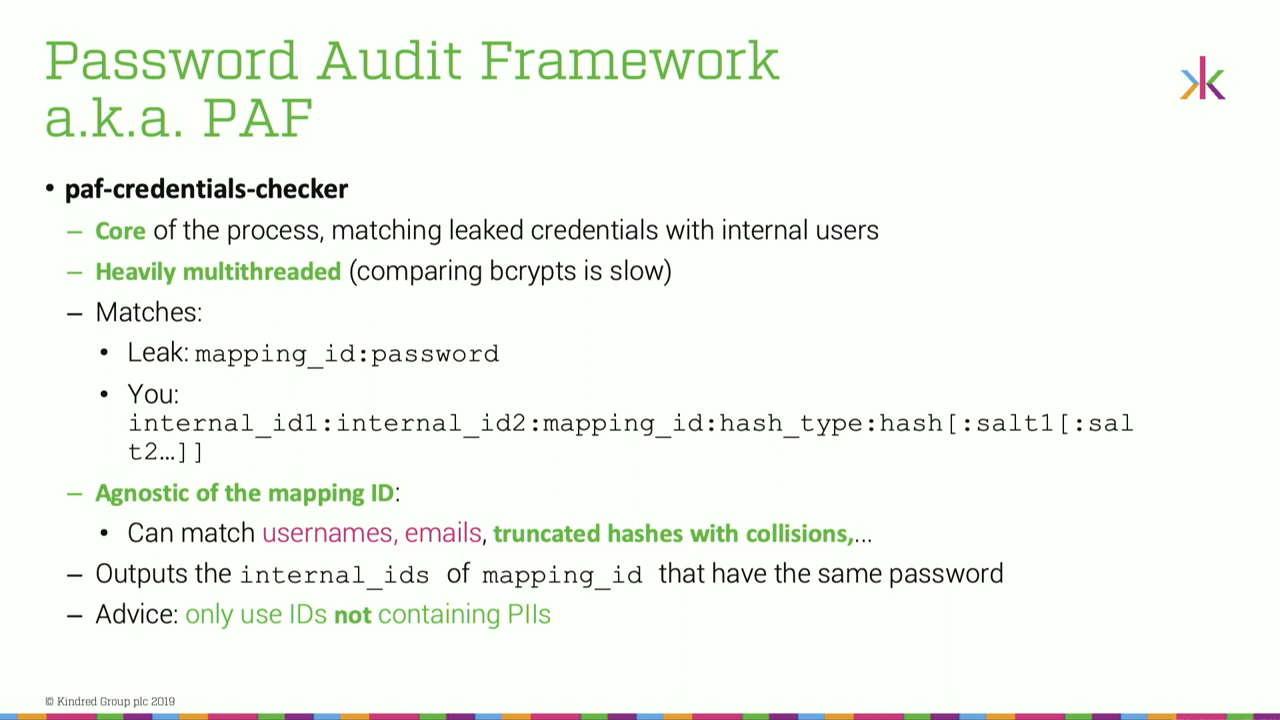 Password Audit Framework
a.k.a. PAF
• paf-credentials-checker
– Core of the process, matching leaked credentials with internal users
– Heavily multithreaded (comparing bcrypts is slow)
– Matches:
• Leak: mapping_id:password
• You:
internal_id1:internal_id2:mapping_id:hash_type:hash[:salt1[:sal
t2…]]
– Agnostic of the mapping ID:
• Can match usernames, emails, truncated hashes with collisions,...
– Outputs the internal_ids of mapping_id that have the same password
– Advice: only use IDs not containing PIIs
© Kindred Group plc 2019